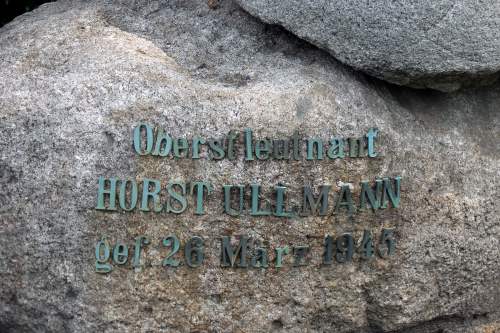 Oberstleutnant
HORST ULLMANN
gef 26 März 1945